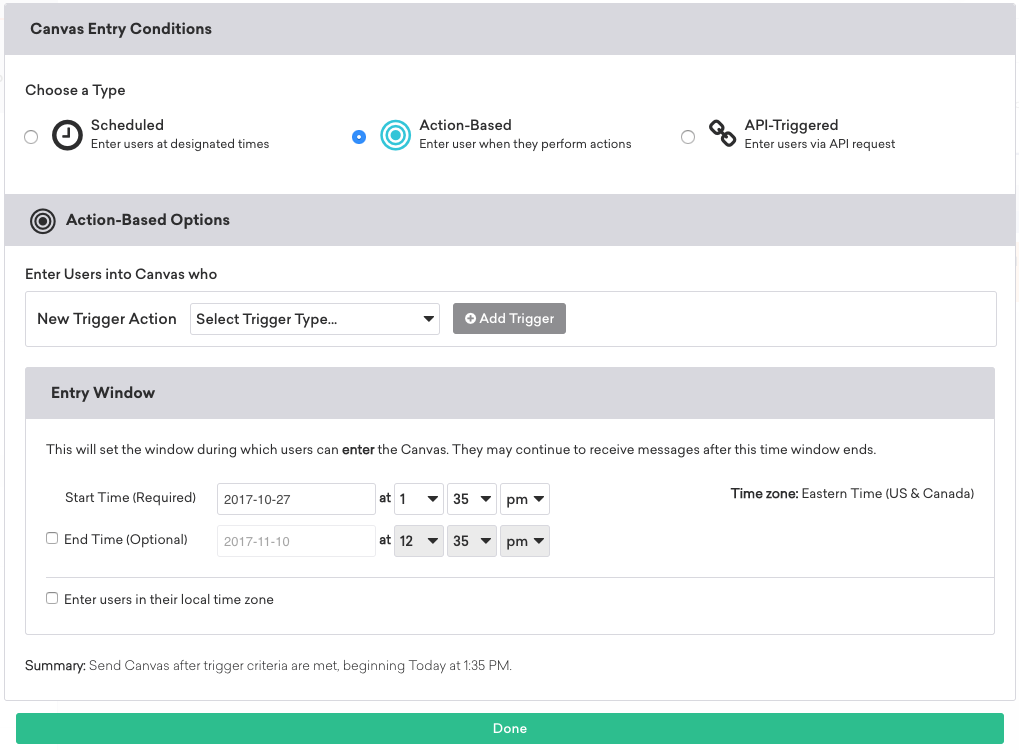 Canvas Entry Conditions
Choose a Type
Scheduled
Enter users at designated times
Action-Based
Enter user when they perform actions
API-Triggered
Enter users via API request
Action-Based Options
Enter Users into Canvas who
New Trigger Action Select Trigger Type... Add Trigger
Entry Window
This will set the window during which users can enter the Canvas. They may continue to receive messages after this time window ends.
Start Time (Required) 2017-10-27 at 1 35 pm Time zone: Eastern Time (US & Canada)
End Time (Optional) 2017-11-10 at 12 35 pm
Enter users in their local time zone
Summary: Send Canvas after trigger criteria are met, beginning Today at 1:35 PM.
Done